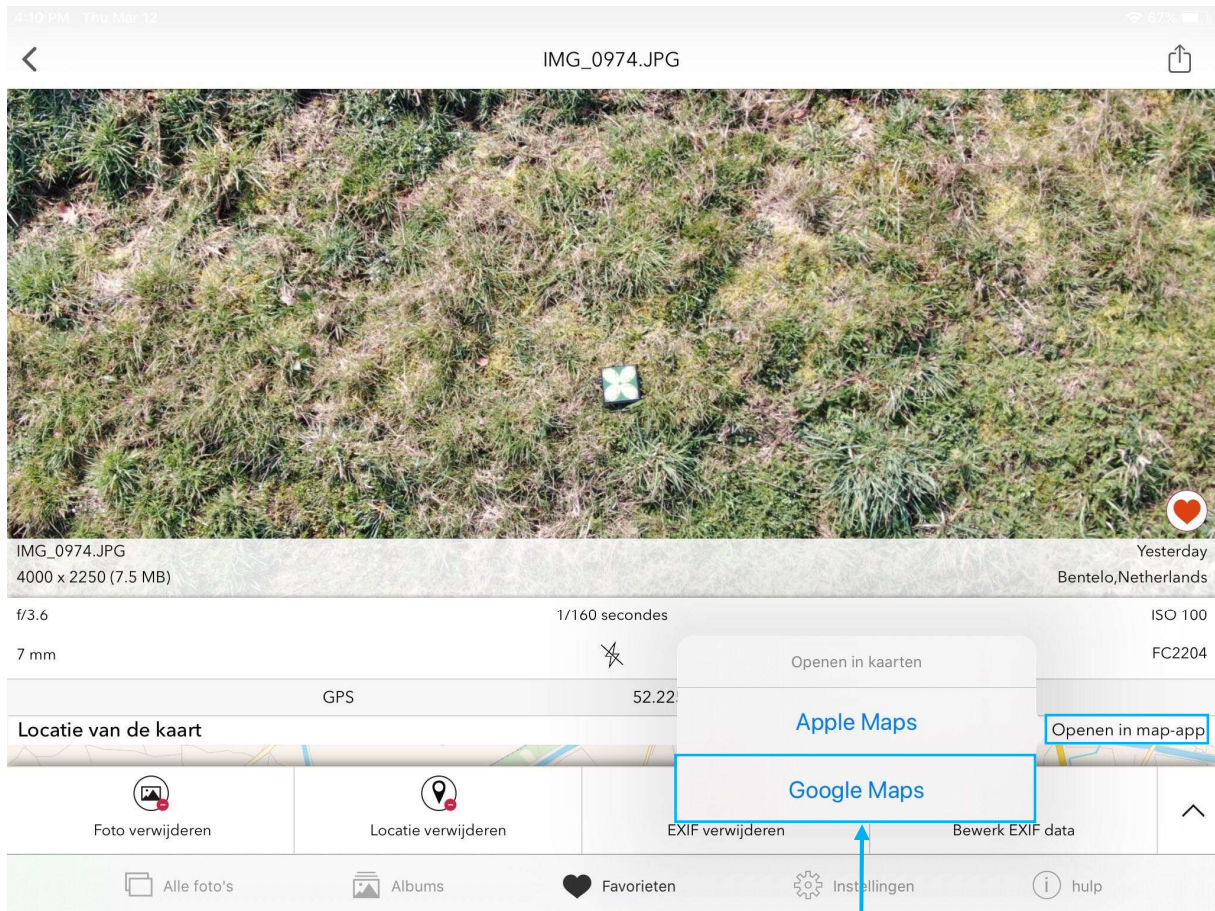 4:10 PM Thu Mar 12
67%
IMG_0974.JPG
IMG_0974.JPG
Yesterday
4000 x 2250 (7.5 MB)
Bentelo,Netherlands
f/3.6
1/160 secondes
ISO 100
7 mm
FC2204
Openen in kaarten
GPS
52.22
Apple Maps
Locatie van de kaart
Openen in map-app
Google Maps
Foto verwijderen
Locatie verwijderen
EXIF verwijderen
Bewerk EXIF data
Alle foto's
Albums
Favorieten
Instellingen
hulp